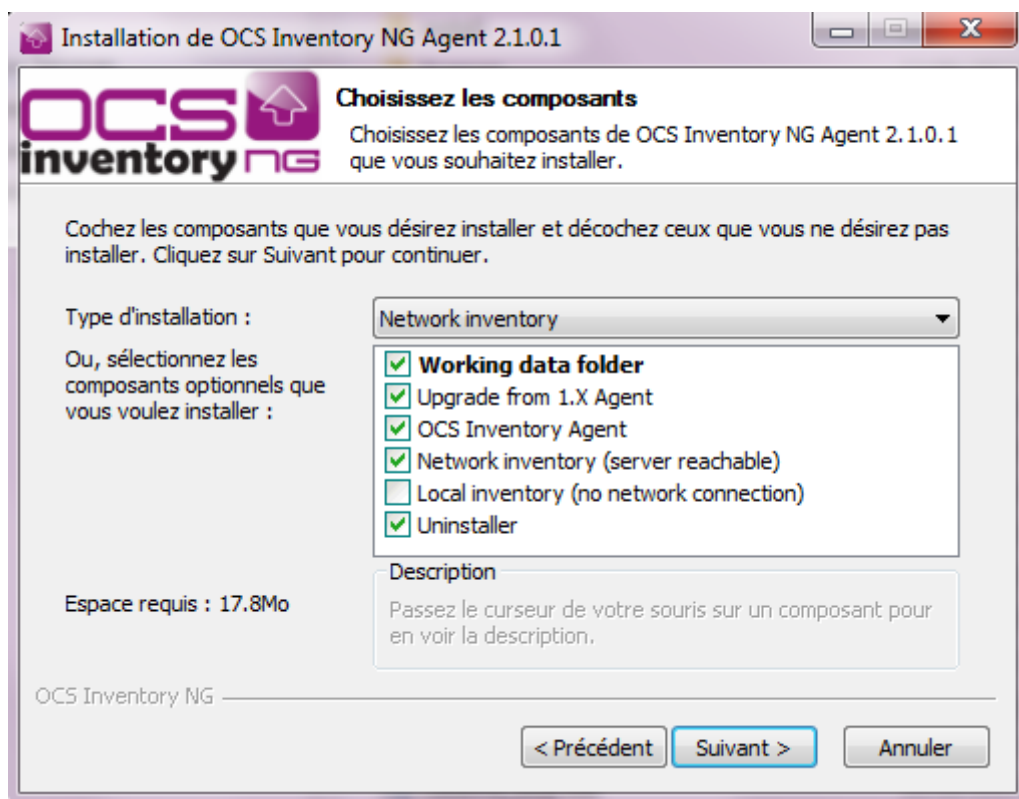 Installation de OCS Inventory NG Agent 2.1.0.1
OCS
inventory NG
Choisissez les composants
Choisissez les composants de OCS Inventory NG Agent 2.1.0.1
que vous souhaitez installer.
Cochez les composants que vous désirez installer et décochez ceux que vous ne désirez pas
installer. Cliquez sur Suivant pour continuer.
Type d'installation :
Network inventory
Ou, sélectionnez les
composants optionnels que
vous voulez installer :
Working data folder
Upgrade from 1.X Agent
OCS Inventory Agent
Network inventory (server reachable)
Local inventory (no network connection)
Uninstaller
Espace requis : 17.8Mo
Description
Passez le curseur de votre souris sur un composant pour
en voir la description.
OCS Inventory NG
< Précédent
Suivant >
Annuler